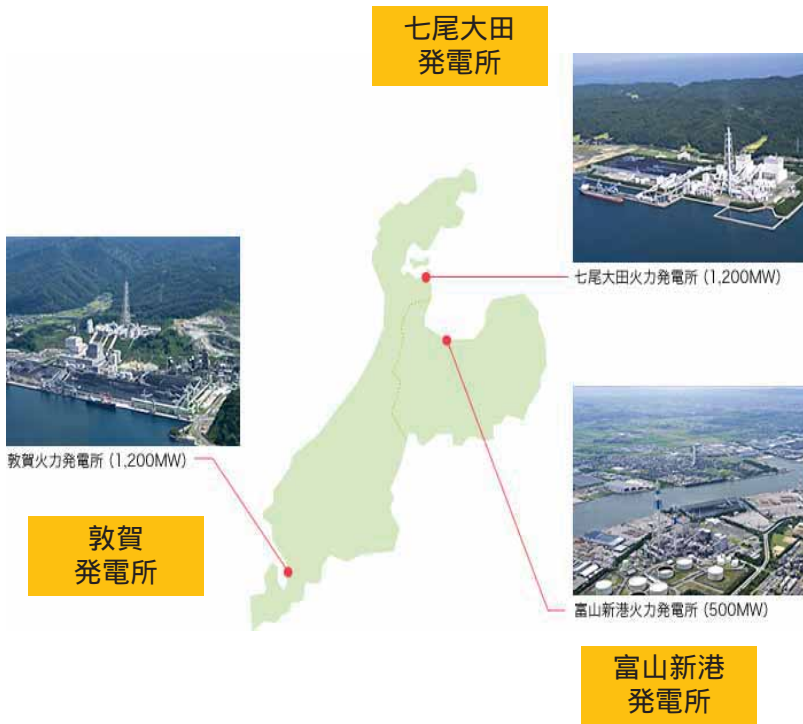 七尾大田
発電所
七尾大田火力発電所 (1,200MW)
敦賀火力発電所 (1,200MW)
敦賀
発電所
富山新港火力発電所 (500MW)
富山新港
発電所